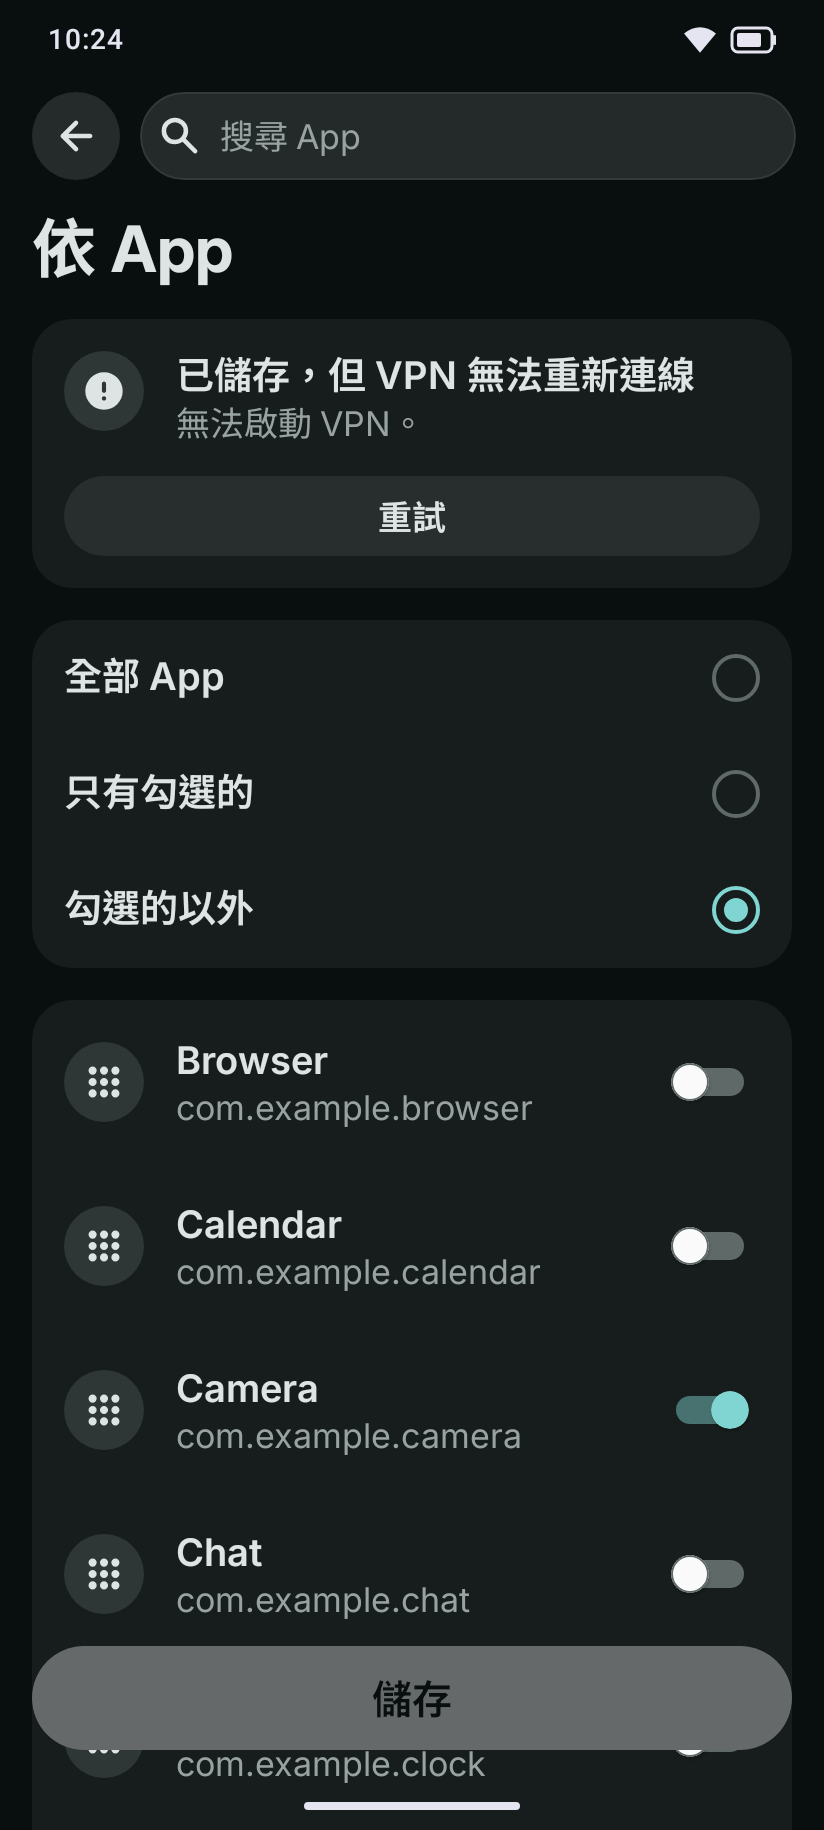 10:24
搜尋 App
依 App
已儲存，但 VPN 無法重新連線
無法啟動 VPN。
重試
全部 App
只有勾選的
勾選的以外
Browser
com.example.browser
Calendar
com.example.calendar
Camera
com.example.camera
Chat
com.example.chat
儲存
com.example.clock